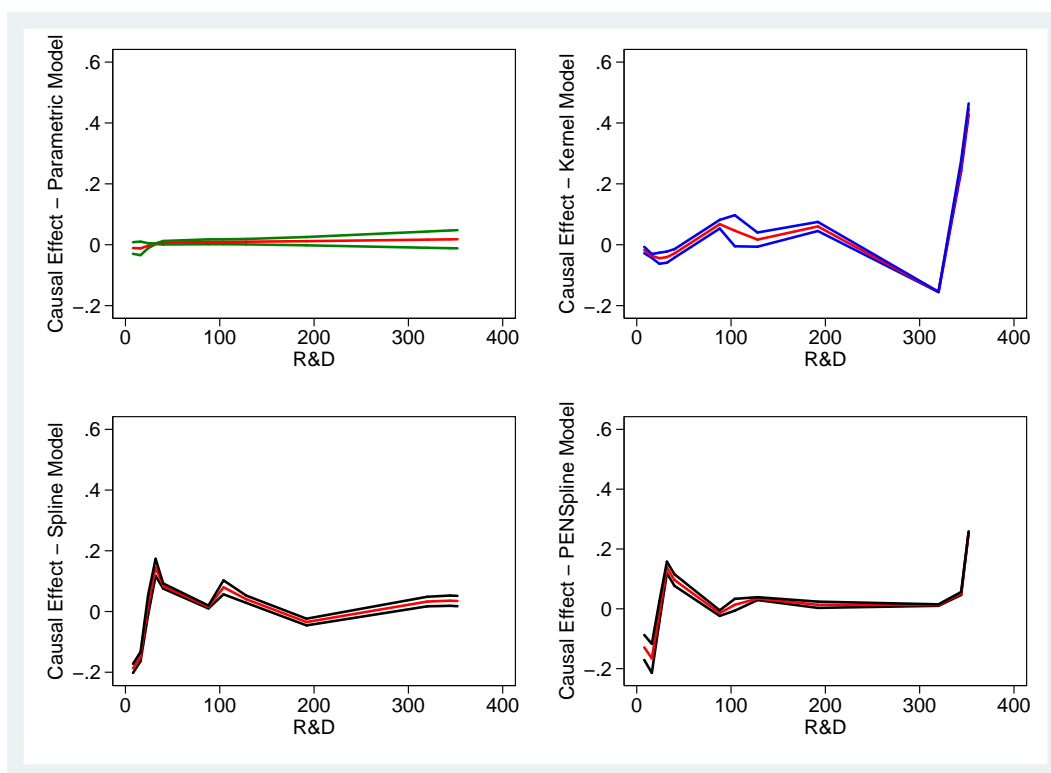 Causal Effect – Parametric Model
.6
.4
.2
0
–.2
0 100 200 300 400
R&D
Causal Effect – Kernel Model
.6
.4
.2
0
–.2
0 100 200 300 400
R&D
Causal Effect – Spline Model
.6
.4
.2
0
–.2
0 100 200 300 400
R&D
Causal Effect – PENSpline Model
.6
.4
.2
0
–.2
0 100 200 300 400
R&D